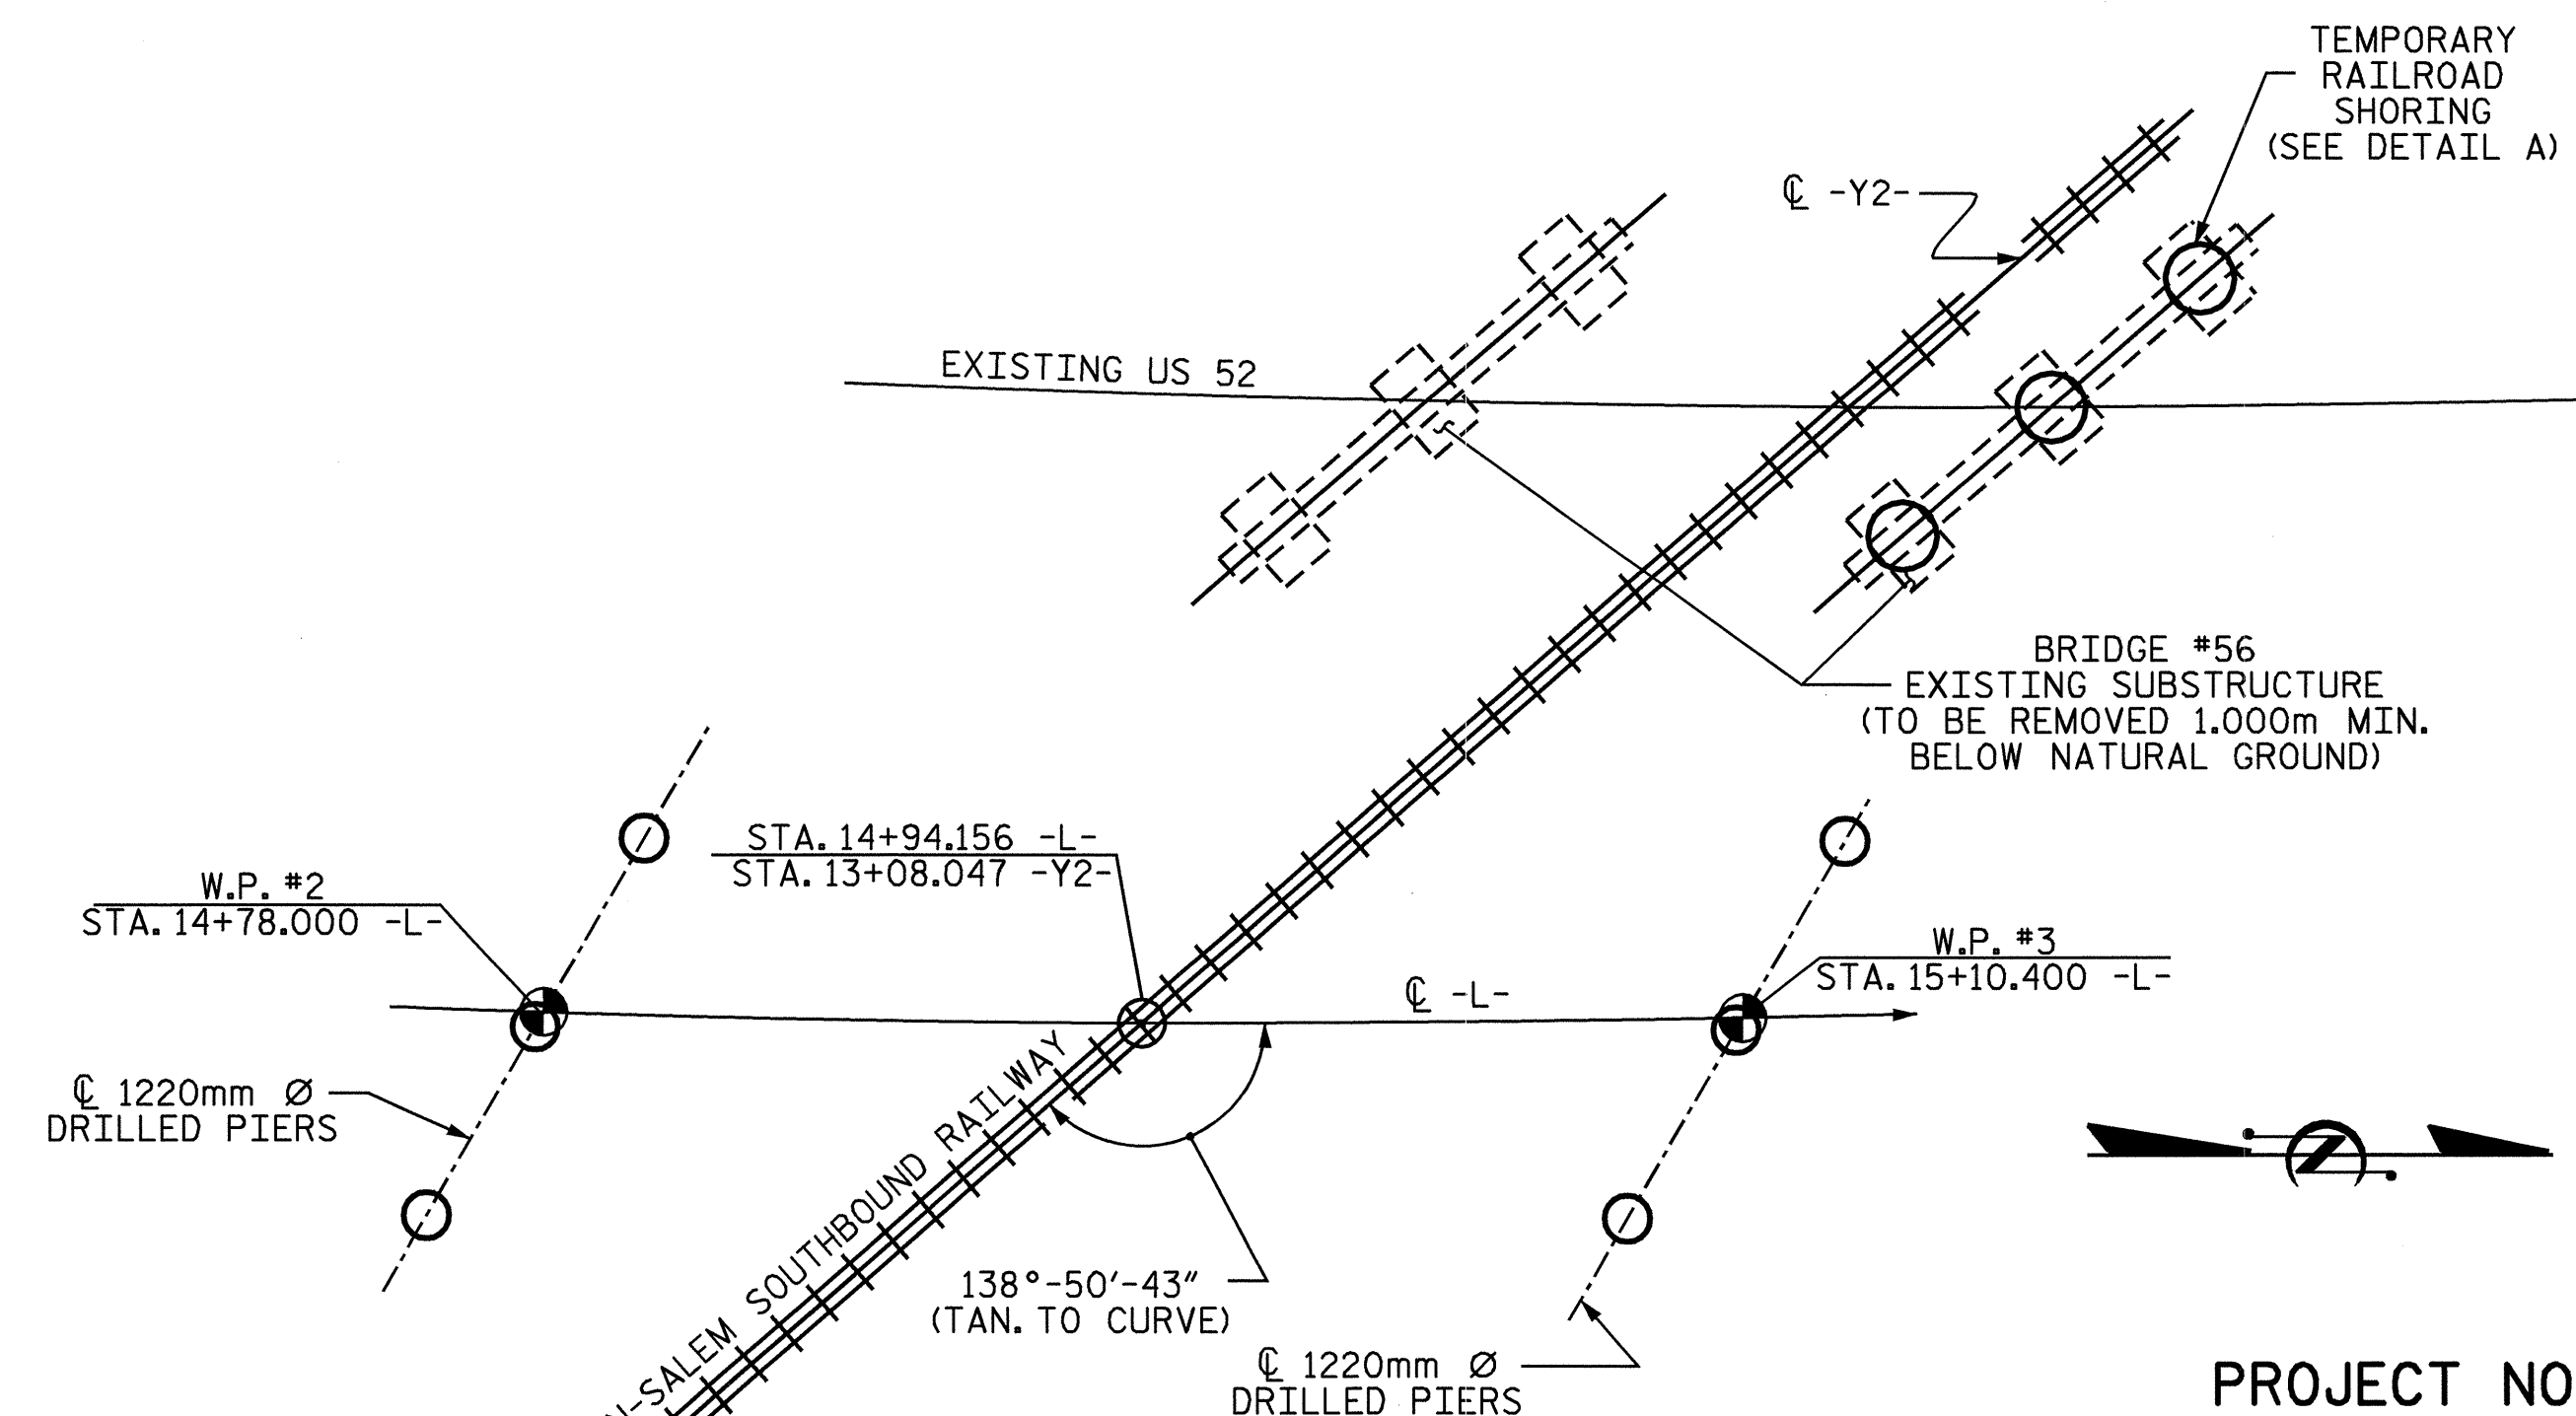 TEMPORARY
RAILROAD
SHORING
(SEE DETAIL A)
℄ -Y2-
EXISTING US 52
BRIDGE #56
EXISTING SUBSTRUCTURE
(TO BE REMOVED 1.000m MIN.
BELOW NATURAL GROUND)
STA. 14+94.156 -L-
STA. 13+08.047 -Y2-
W.P. #2
STA. 14+78.000 -L-
W.P. #3
STA. 15+10.400 -L-
℄ -L-
℄ 1220mm Ø
DRILLED PIERS
-SALEM SOUTHBOUND RAILWAY
138°-50'-43"
(TAN. TO CURVE)
℄ 1220mm Ø
DRILLED PIERS
Z
PROJECT NO